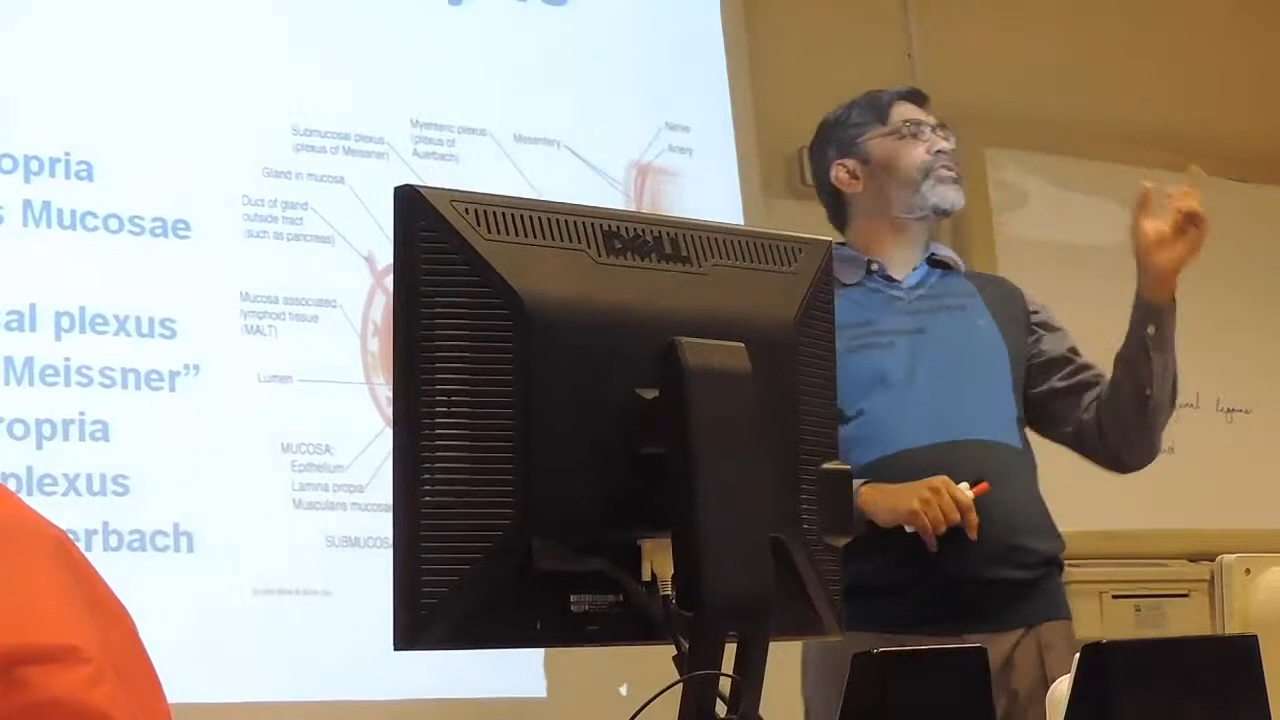 opria
s Mucosae
al plexus
Meissner”
ropria
plexus
erbach
Submucosal plexus
(plexus of Meissner)
Myenteric plexus
(plexus of
Auerbach)
Mesentery
Nerve
Artery
Gland in mucosa
Duct of gland
outside tract
(such as pancreas)
Mucosa associated
lymphoid tissue
(MALT)
Lumen
MUCOSA:
Epithelium
Lamina propia
Muscularis mucosa
SUBMUCOSA
DELL